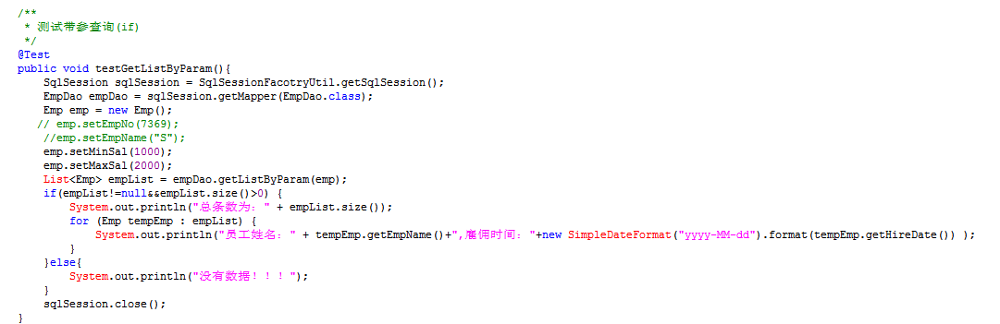 /**
 * 测试带参查询(if)
 */
@Test
public void testGetListByParam(){
    SqlSession sqlSession = SqlSessionFacotryUtil.getSqlSession();
    EmpDao empDao = sqlSession.getMapper(EmpDao.class);
    Emp emp = new Emp();
   // emp.setEmpNo(7369);
    //emp.setEmpName("S");
    emp.setMinSal(1000);
    emp.setMaxSal(2000);
    List<Emp> empList = empDao.getListByParam(emp);
    if(empList!=null&&empList.size()>0) {
        System.out.println("总条数为：" + empList.size());
        for (Emp tempEmp : empList) {
            System.out.println("员工姓名：" + tempEmp.getEmpName()+",雇佣时间："+new SimpleDateFormat("yyyy-MM-dd").format(tempEmp.getHireDate()) );
        }
    }else{
        System.out.println("没有数据！！！");
    }
    sqlSession.close();
}